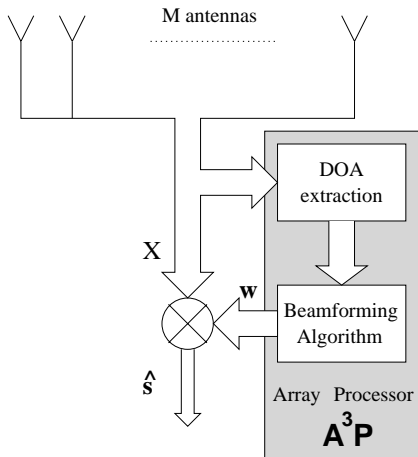 M antennas
DOA
extraction
X
w
Beamforming
Algorithm
ŝ
Array Processor
A³P